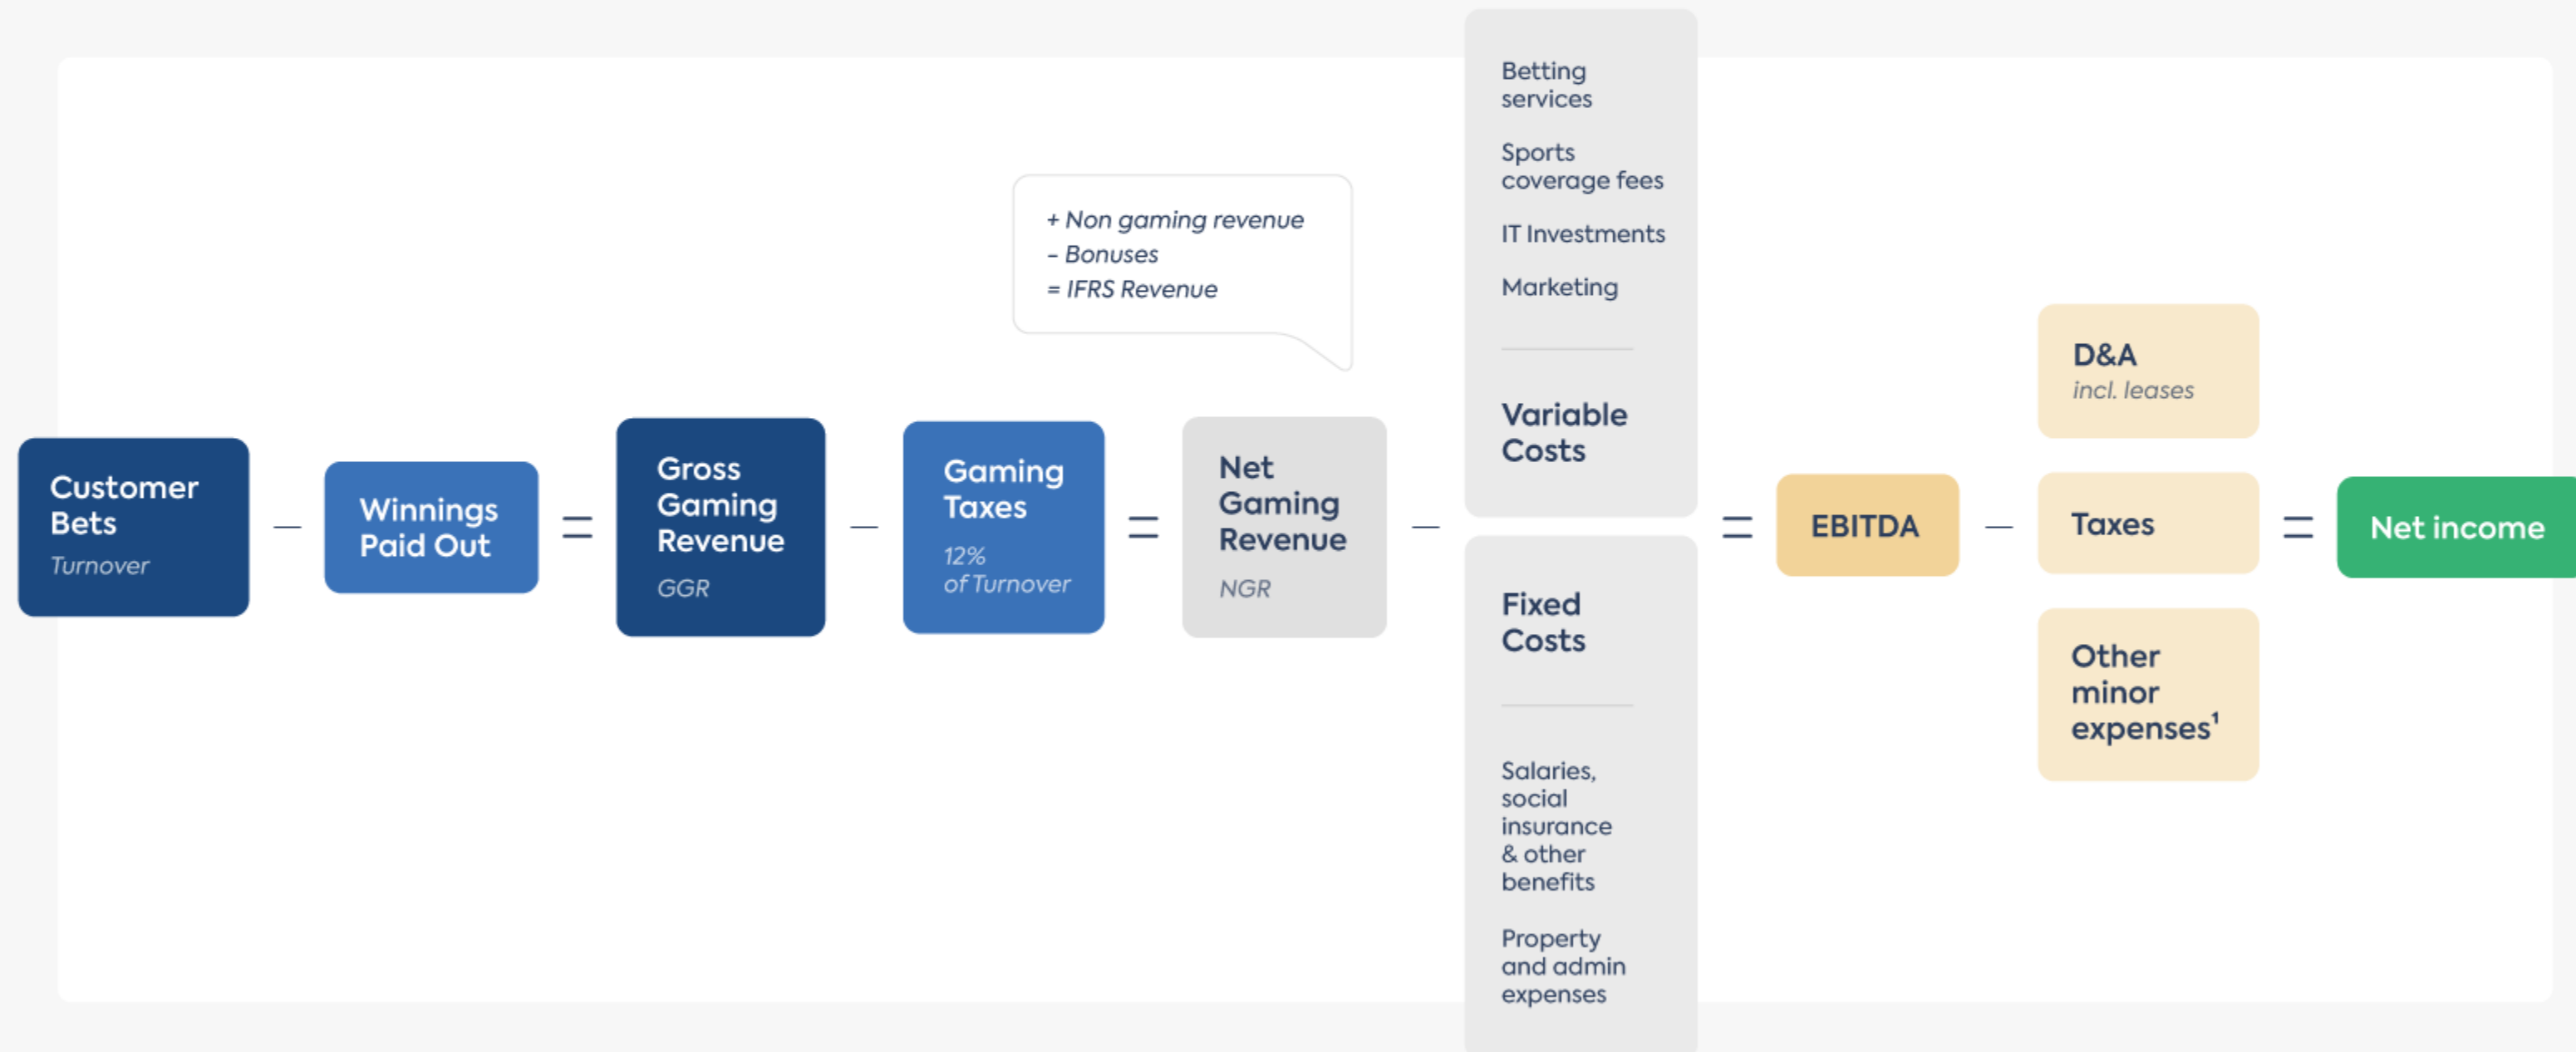 Customer
Bets
Turnover
—
Winnings
Paid Out
=
Gross
Gaming
Revenue
GGR
—
Gaming
Taxes
12%
of Turnover
=
+ Non gaming revenue
- Bonuses
= IFRS Revenue
Net
Gaming
Revenue
NGR
—
Betting
services
Sports
coverage fees
IT Investments
Marketing
Variable
Costs
Fixed
Costs
Salaries,
social
insurance
& other
benefits
Property
and admin
expenses
=
EBITDA
—
D&A
incl. leases
Taxes
Other
minor
expenses¹
=
Net income